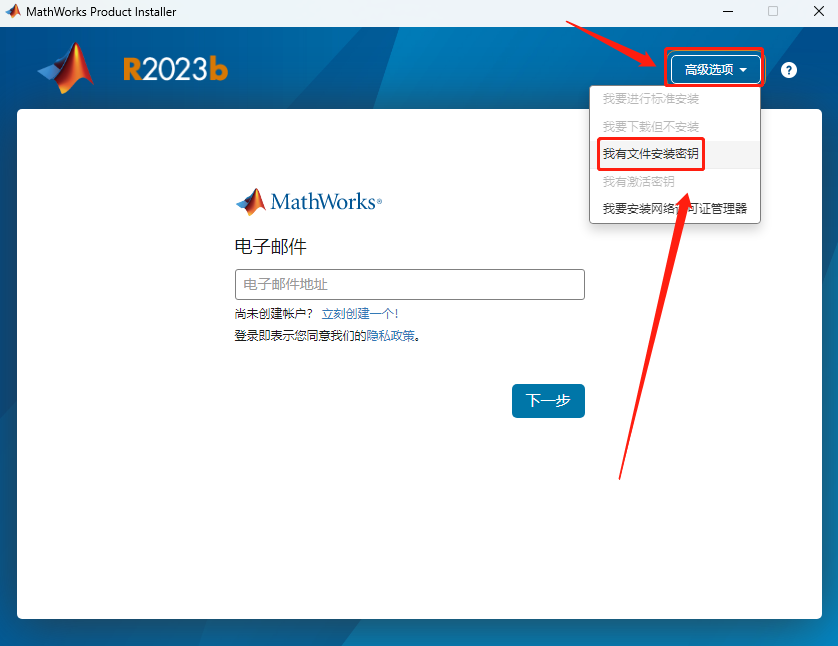 MathWorks Product Installer
R2023b
高级选项
?
我要进行标准安装
我要下载但不安装
我有文件安装密钥
我有激活密钥
我要安装网络许可证管理器
MathWorks®
电子邮件
电子邮件地址
尚未创建帐户? 立刻创建一个!
登录即表示您同意我们的隐私政策。
下一步